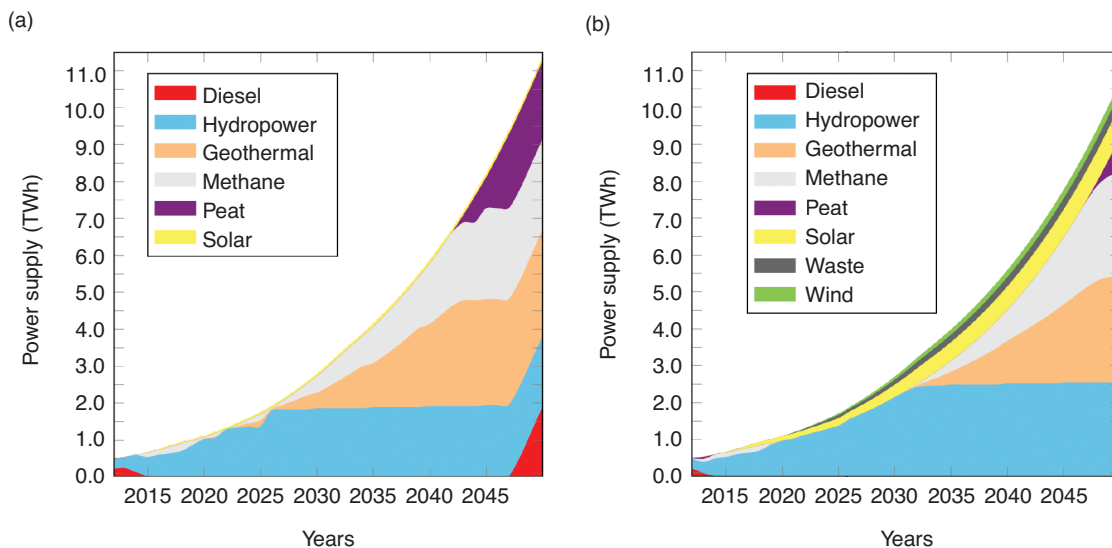 (a)
11.0
10.0
9.0
8.0
7.0
6.0
5.0
4.0
3.0
2.0
1.0
0.0
Power supply (TWh)
Diesel
Hydropower
Geothermal
Methane
Peat
Solar
2015 2020 2025 2030 2035 2040 2045
Years
(b)
11.0
10.0
9.0
8.0
7.0
6.0
5.0
4.0
3.0
2.0
1.0
0.0
Power supply (TWh)
Diesel
Hydropower
Geothermal
Methane
Peat
Solar
Waste
Wind
2015 2020 2025 2030 2035 2040 2045
Years